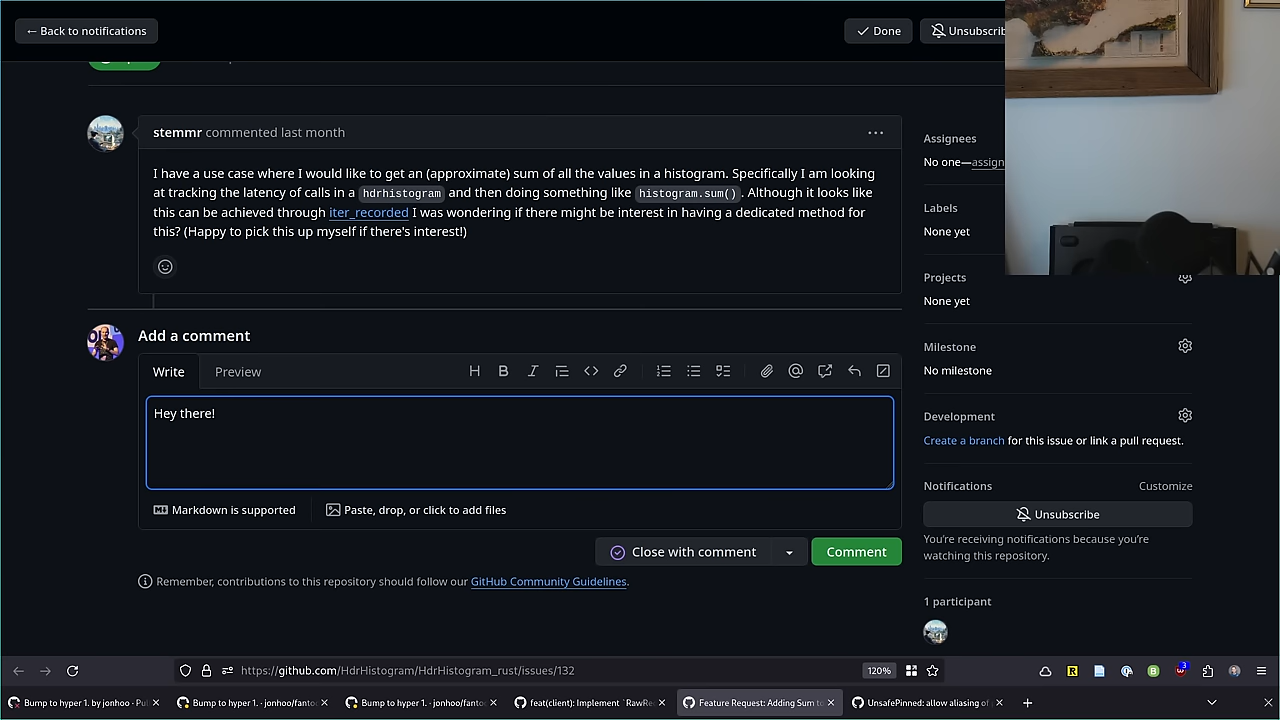 ← Back to notifications
Done
Unsubscrib
stemmr commented last month
I have a use case where I would like to get an (approximate) sum of all the values in a histogram. Specifically I am looking
at tracking the latency of calls in a hdrhistogram and then doing something like histogram.sum(). Although it looks like
this can be achieved through iter_recorded I was wondering if there might be interest in having a dedicated method for
this? (Happy to pick this up myself if there's interest!)
Add a comment
Write
Preview
Hey there!
Markdown is supported
Paste, drop, or click to add files
Close with comment
Comment
Remember, contributions to this repository should follow our GitHub Community Guidelines.
Assignees
No one—assign
Labels
None yet
Projects
None yet
Milestone
No milestone
Development
Create a branch for this issue or link a pull request.
Notifications
Customize
Unsubscribe
You're receiving notifications because you're
watching this repository.
1 participant
https://github.com/HdrHistogram/HdrHistogram_rust/issues/132
120%
3
Bump to hyper 1. by jonhoo · Pul
Bump to hyper 1. · jonhoo/fanto
Bump to hyper 1. · jonhoo/fanto
feat(client): Implement `RawRe
Feature Request: Adding Sum to
UnsafePinned: allow aliasing of